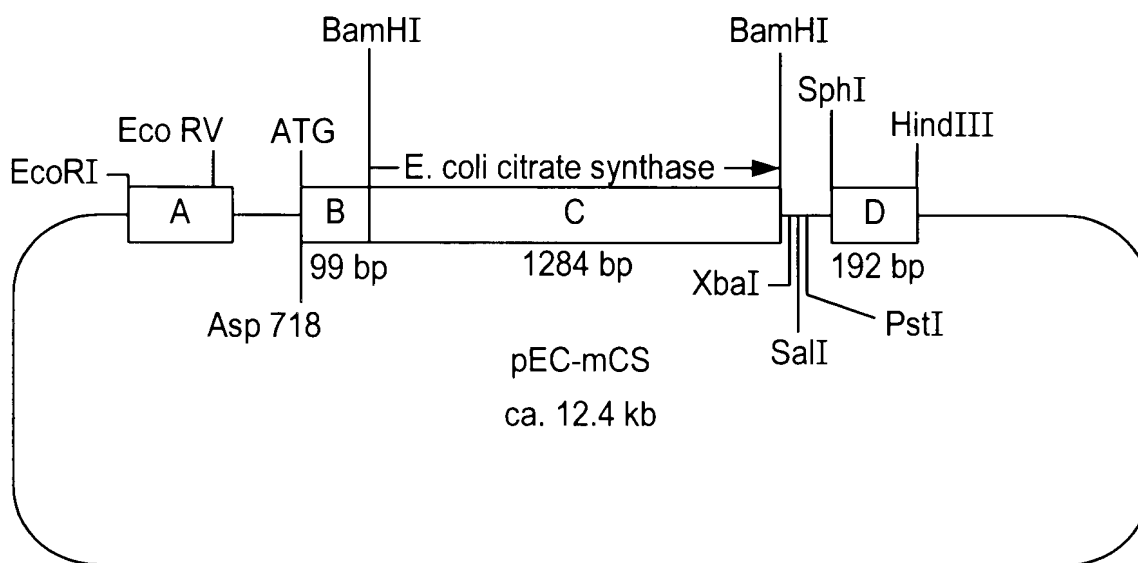 BamHI
BamHI
SphI
Eco RV
ATG
HindIII
EcoRI
E. coli citrate synthase
A
B
C
D
99 bp
1284 bp
192 bp
XbaI
Asp 718
PstI
SalI
pEC-mCS
ca. 12.4 kb